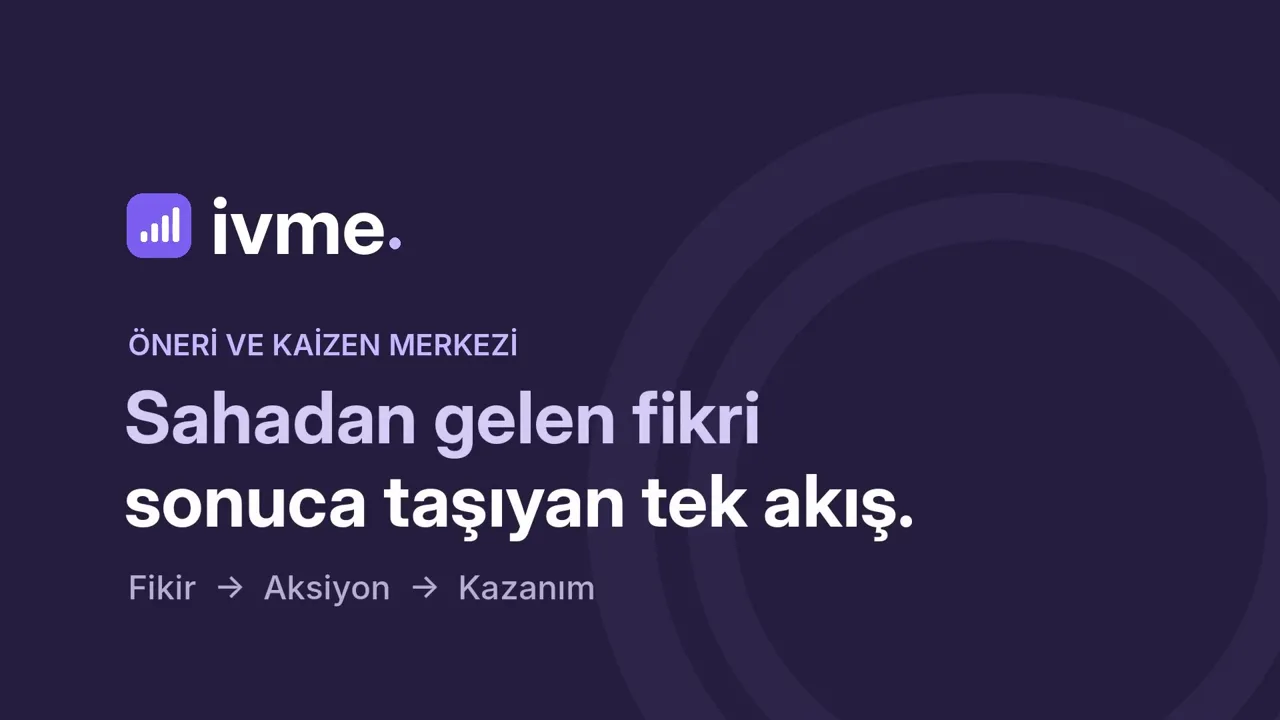 ivme.
ÖNERİ VE KAİZEN MERKEZİ
Sahadan gelen fikri
sonuca taşıyan tek akış.
Fikir → Aksiyon → Kazanım